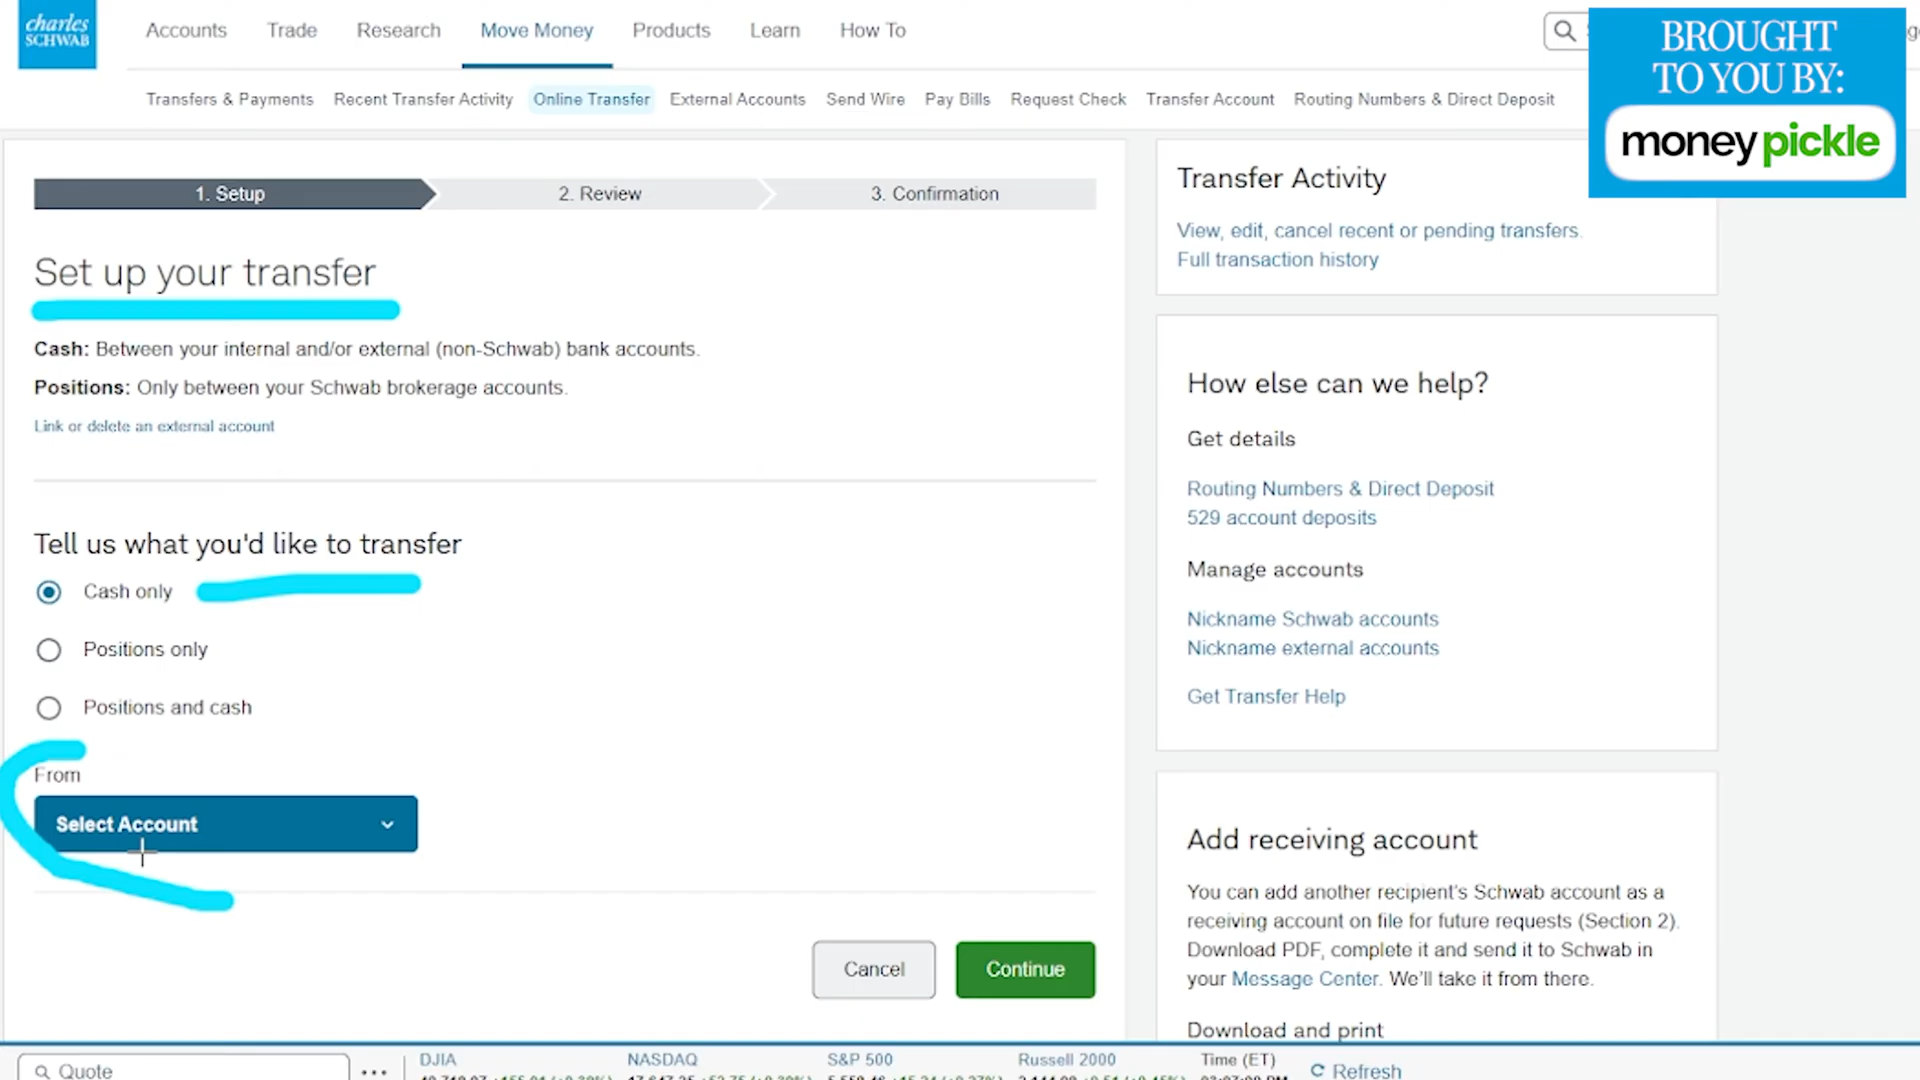 charles
SCHWAB
Accounts Trade Research Move Money Products Learn How To
BROUGHT
TO YOU BY:
moneypickle
Transfers & Payments Recent Transfer Activity Online Transfer External Accounts Send Wire Pay Bills Request Check Transfer Account Routing Numbers & Direct Deposit
1. Setup 2. Review 3. Confirmation
Set up your transfer
Cash: Between your internal and/or external (non-Schwab) bank accounts.
Positions: Only between your Schwab brokerage accounts.
Link or delete an external account
Tell us what you'd like to transfer
Cash only
Positions only
Positions and cash
From
Select Account
Cancel Continue
Transfer Activity
View, edit, cancel recent or pending transfers.
Full transaction history
How else can we help?
Get details
Routing Numbers & Direct Deposit
529 account deposits
Manage accounts
Nickname Schwab accounts
Nickname external accounts
Get Transfer Help
Add receiving account
You can add another recipient's Schwab account as a
receiving account on file for future requests (Section 2).
Download PDF, complete it and send it to Schwab in
your Message Center. We'll take it from there.
Download and print
Quote ... DJIA NASDAQ S&P 500 Russell 2000 Time (ET) Refresh